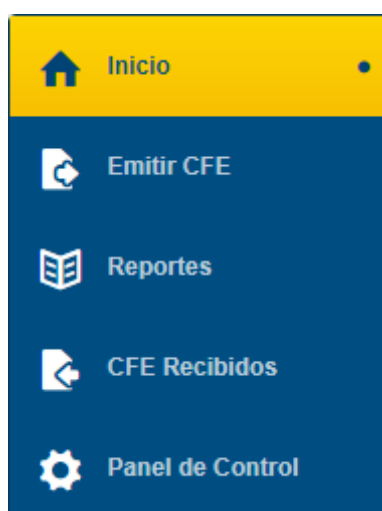 Inicio
Emitir CFE
Reportes
CFE Recibidos
Panel de Control